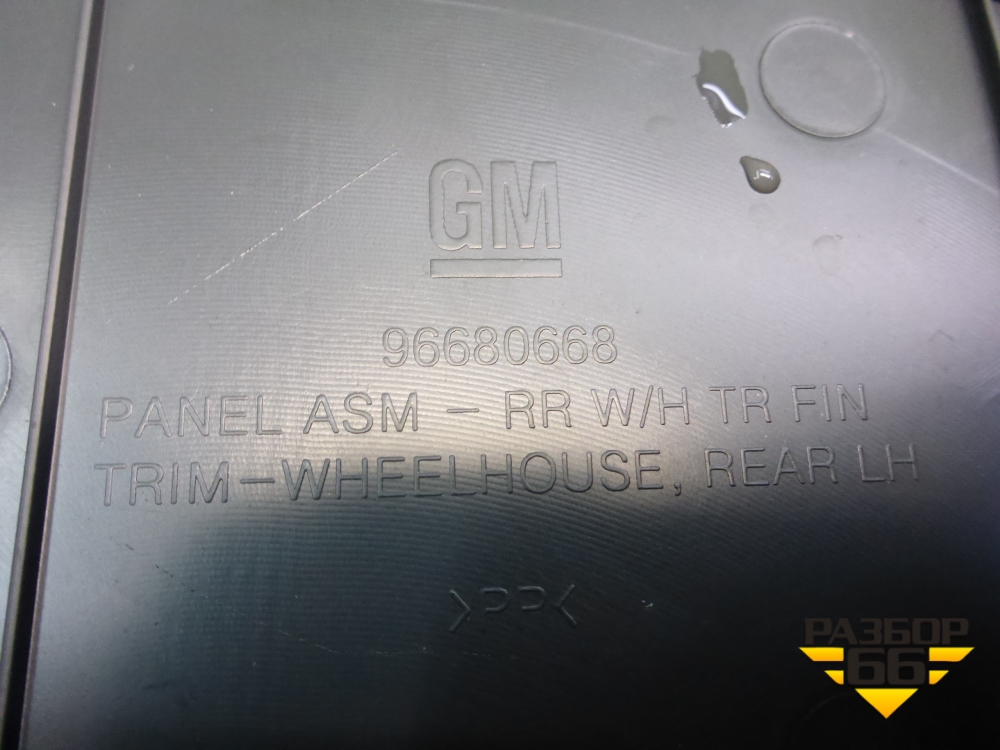 GM
96680668
PANEL ASM - RR W/H TR FIN
TRIM-WHEELHOUSE, REAR LH
>PP<
РАЗБОР
66